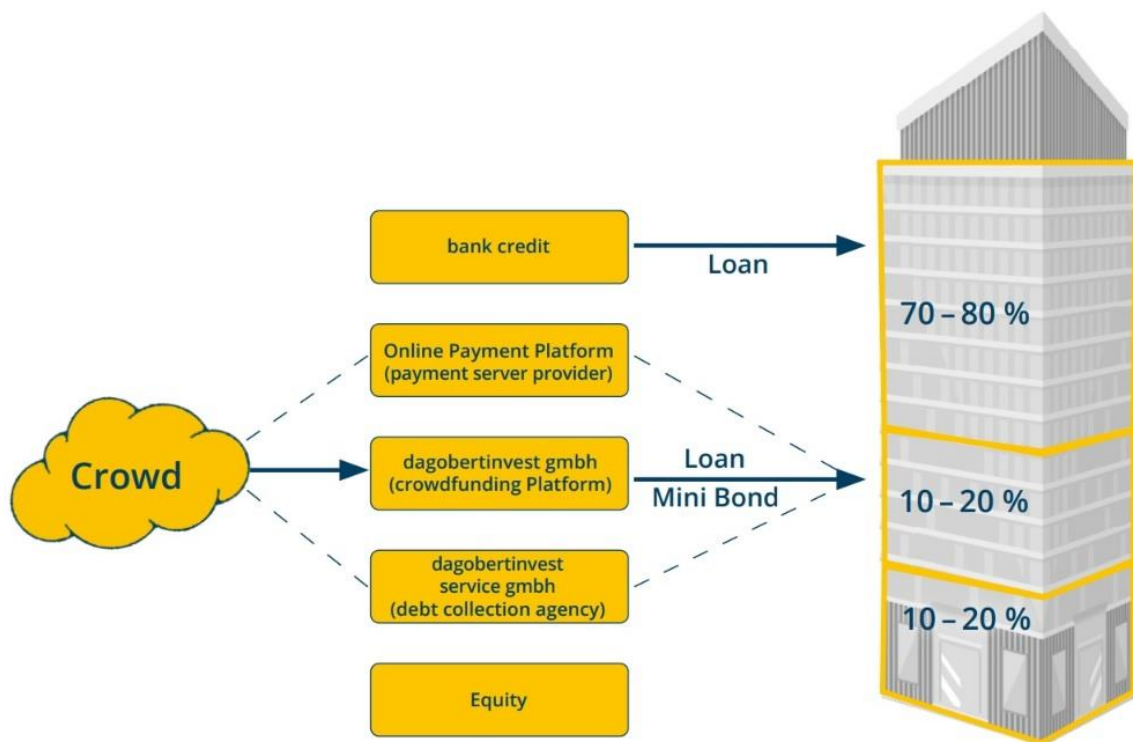 bank credit
Loan
70 – 80 %
Online Payment Platform
(payment server provider)
Crowd
dagobertinvest gmbh
(crowdfunding Platform)
Loan
Mini Bond
10 – 20 %
dagobertinvest
service gmbh
(debt collection agency)
10 – 20 %
Equity